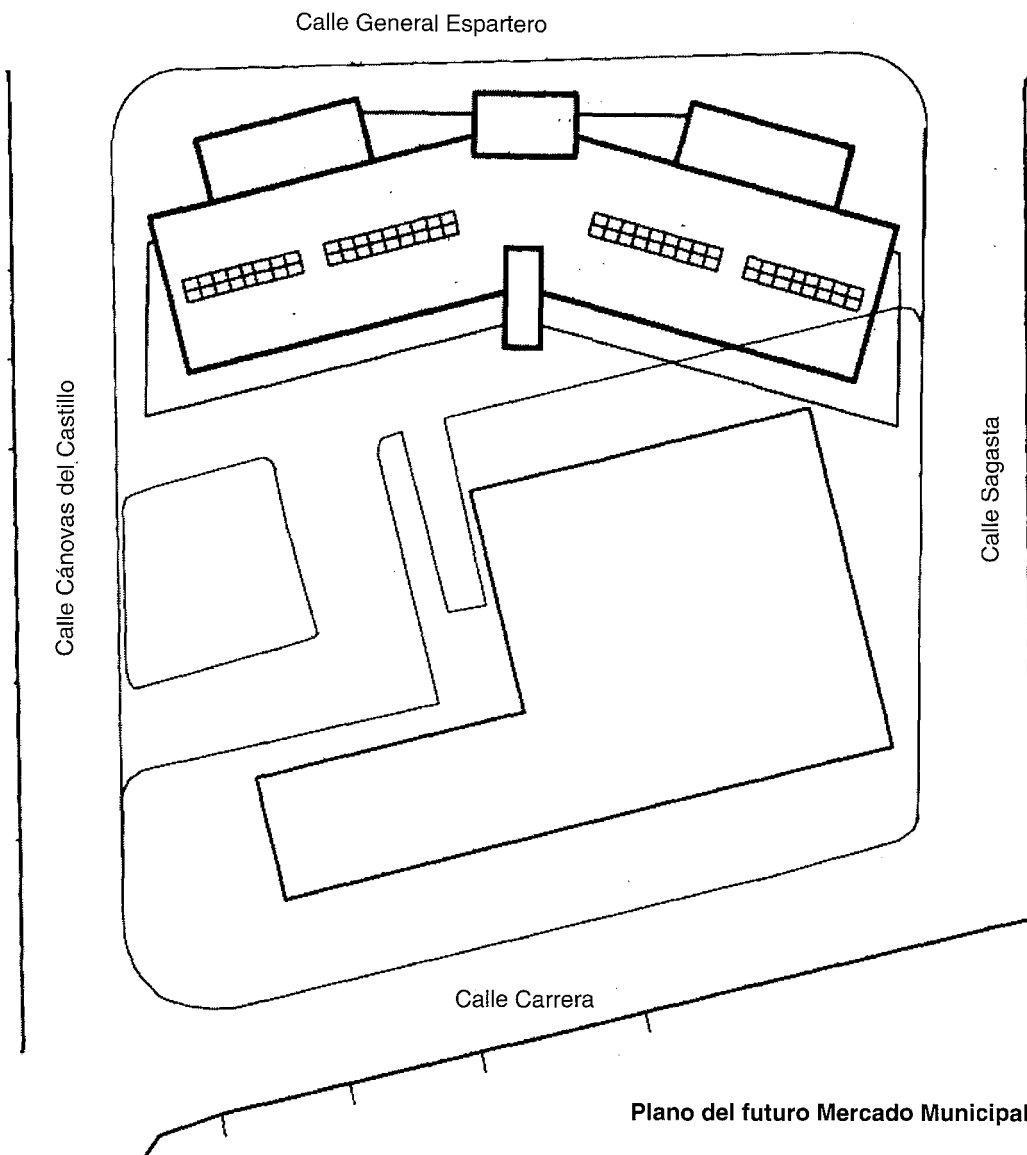 Calle General Espartero
Calle Cánovas del Castillo
Calle Sagasta
Calle Carrera
Plano del futuro Mercado Municipal